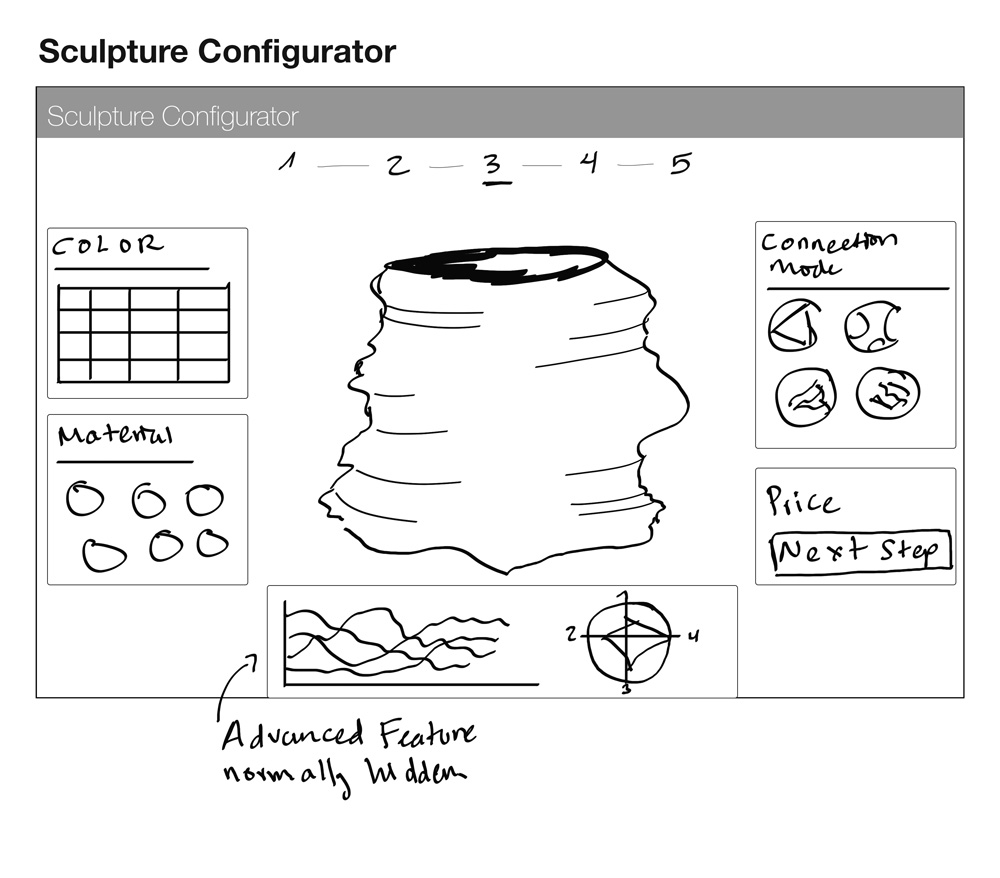 Sculpture Configurator
Sculpture Configurator
1 2 3 4 5
COLOR
Connection
Mode
Material
Price
Next Step
1
2 4
3
Advanced Feature
normally hidden